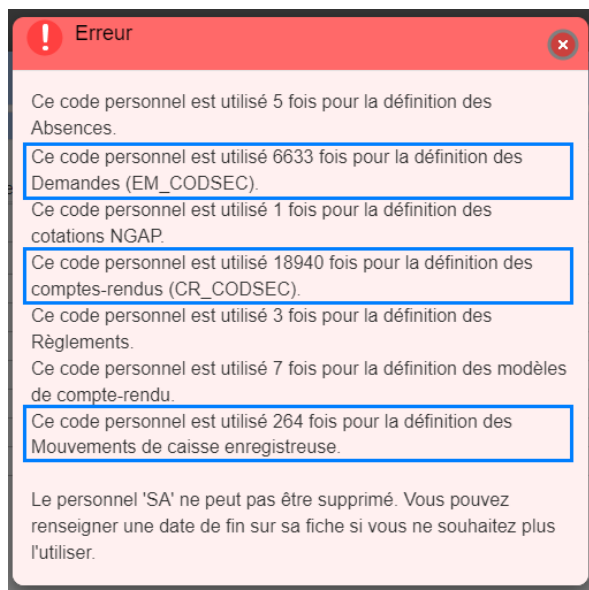 Erreur
Ce code personnel est utilisé 5 fois pour la définition des
Absences.
Ce code personnel est utilisé 6633 fois pour la définition des
Demandes (EM_CODSEC).
Ce code personnel est utilisé 1 fois pour la définition des
cotations NGAP.
Ce code personnel est utilisé 18940 fois pour la définition des
comptes-rendus (CR_CODSEC).
Ce code personnel est utilisé 3 fois pour la définition des
Règlements.
Ce code personnel est utilisé 7 fois pour la définition des modèles
de compte-rendu.
Ce code personnel est utilisé 264 fois pour la définition des
Mouvements de caisse enregistreuse.
Le personnel 'SA' ne peut pas être supprimé. Vous pouvez
renseigner une date de fin sur sa fiche si vous ne souhaitez plus
l'utiliser.